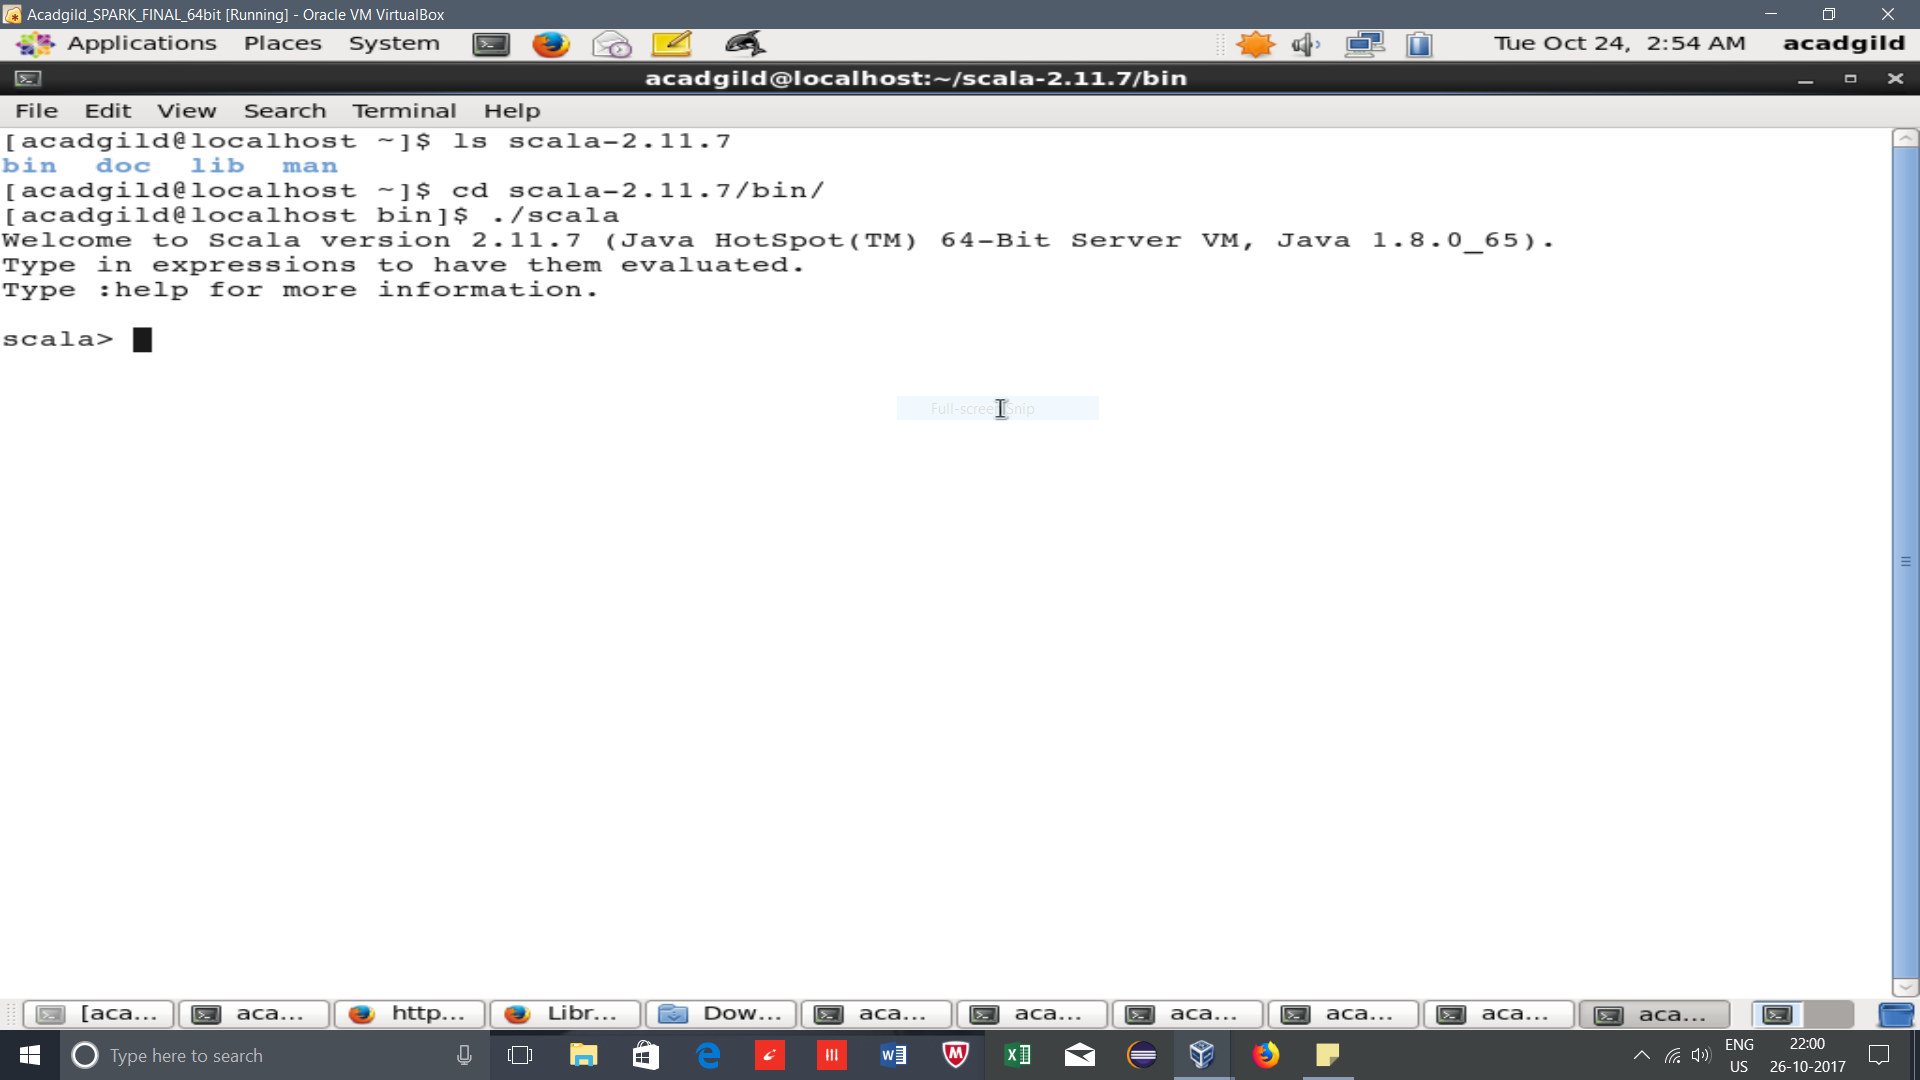 Acadgild_SPARK_FINAL_64bit [Running] - Oracle VM VirtualBox
Applications Places System Tue Oct 24, 2:54 AM acadgild
acadgild@localhost:~/scala-2.11.7/bin
File Edit View Search Terminal Help
[acadgild@localhost ~]$ ls scala-2.11.7
bin doc lib man
[acadgild@localhost ~]$ cd scala-2.11.7/bin/
[acadgild@localhost bin]$ ./scala
Welcome to Scala version 2.11.7 (Java HotSpot(TM) 64-Bit Server VM, Java 1.8.0_65).
Type in expressions to have them evaluated.
Type :help for more information.
scala>
Full-screen Snip
[aca... aca... http... Libr... Dow... aca... aca... aca... aca... aca... aca...
Type here to search
ENG 22:00
US 26-10-2017